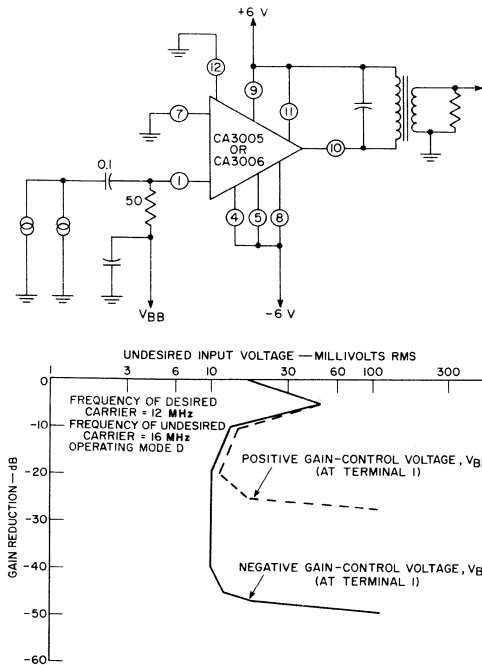 +6 V
12
9
7
11
CA3005
OR
CA3006
10
0.1
1
50
4
5
8
VBB
-6 V
UNDESIRED INPUT VOLTAGE — MILLIVOLTS RMS
1
3
6
10
30
60
100
300
0
-10
-20
-30
-40
-50
-60
GAIN REDUCTION — dB
FREQUENCY OF DESIRED
CARRIER = 12 MHz
FREQUENCY OF UNDESIRED
CARRIER = 16 MHz
OPERATING MODE D
POSITIVE GAIN-CONTROL VOLTAGE, VB
(AT TERMINAL 1)
NEGATIVE GAIN-CONTROL VOLTAGE, VB
(AT TERMINAL 1)